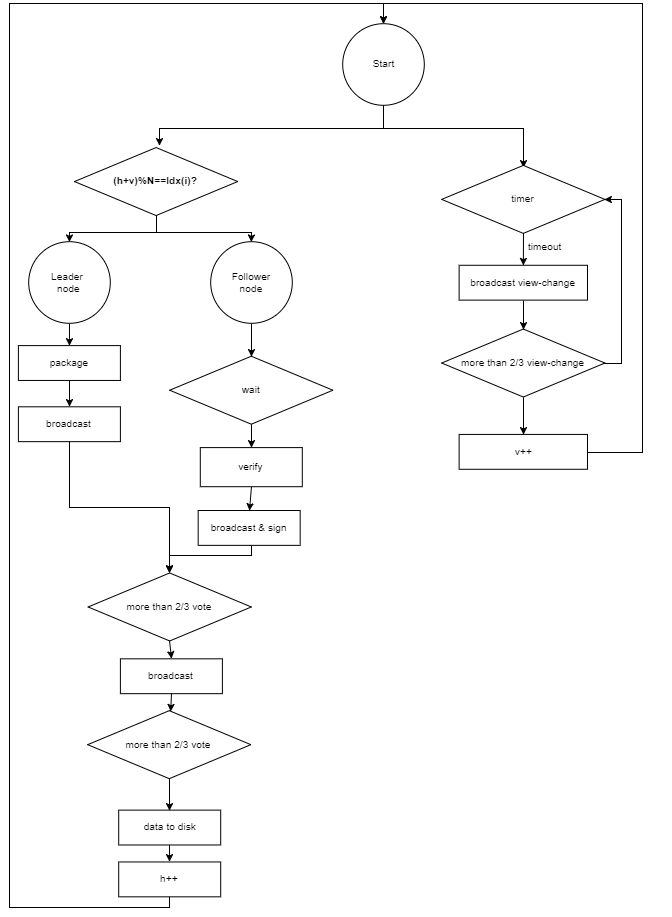 Start
(h+v)%N==Idx(i)?
timer
timeout
Leader
node
Follower
node
broadcast view-change
package
wait
more than 2/3 view-change
broadcast
verify
v++
broadcast & sign
more than 2/3 vote
broadcast
more than 2/3 vote
data to disk
h++